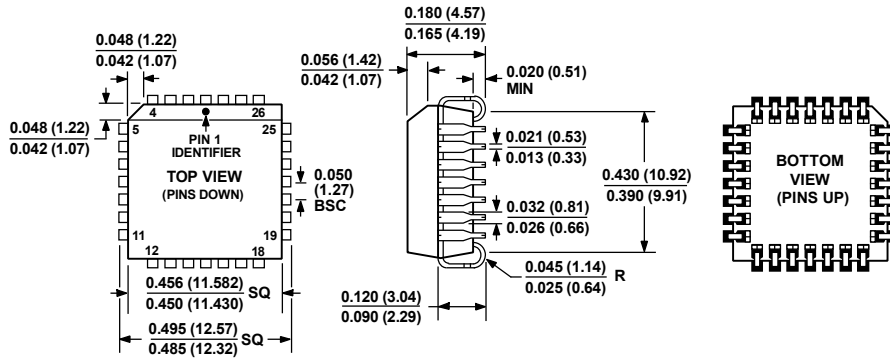 0.048 (1.22)
0.042 (1.07)
0.048 (1.22)
0.042 (1.07)
4
26
5
25
PIN 1
IDENTIFIER
TOP VIEW
(PINS DOWN)
11
19
12
18
0.050
(1.27)
BSC
0.456 (11.582)
0.450 (11.430)
SQ
0.495 (12.57)
0.485 (12.32)
SQ
0.180 (4.57)
0.165 (4.19)
0.056 (1.42)
0.042 (1.07)
0.020 (0.51)
MIN
0.021 (0.53)
0.013 (0.33)
0.032 (0.81)
0.026 (0.66)
0.430 (10.92)
0.390 (9.91)
0.045 (1.14)
0.025 (0.64)
R
0.120 (3.04)
0.090 (2.29)
BOTTOM
VIEW
(PINS UP)